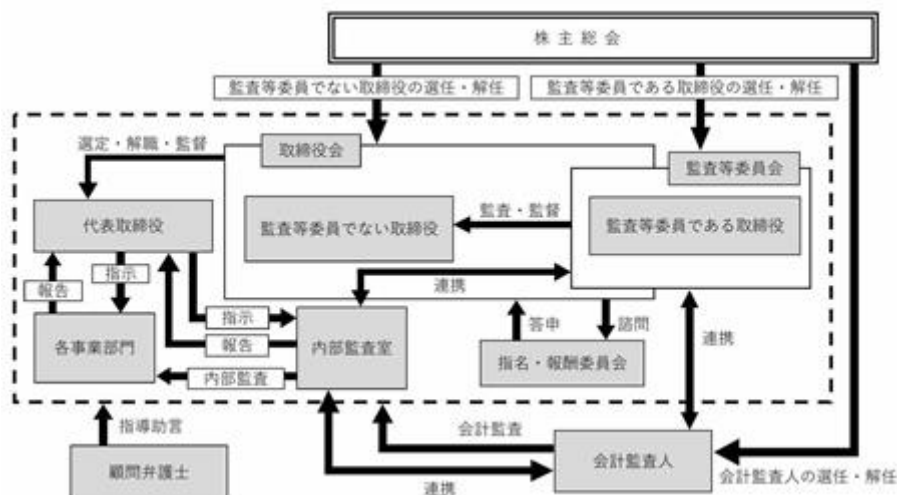 株主総会
監査等委員でない取締役の選任・解任
監査等委員である取締役の選任・解任
選定・解職・監督
取締役会
監査等委員会
代表取締役
監査等委員でない取締役
監査・監督
監査等委員である取締役
指示
報告
連携
指示
答申
諮問
連携
各事業部門
報告
内部監査室
指名・報酬委員会
内部監査
指導助言
会計監査
顧問弁護士
会計監査人
会計監査人の選任・解任
連携